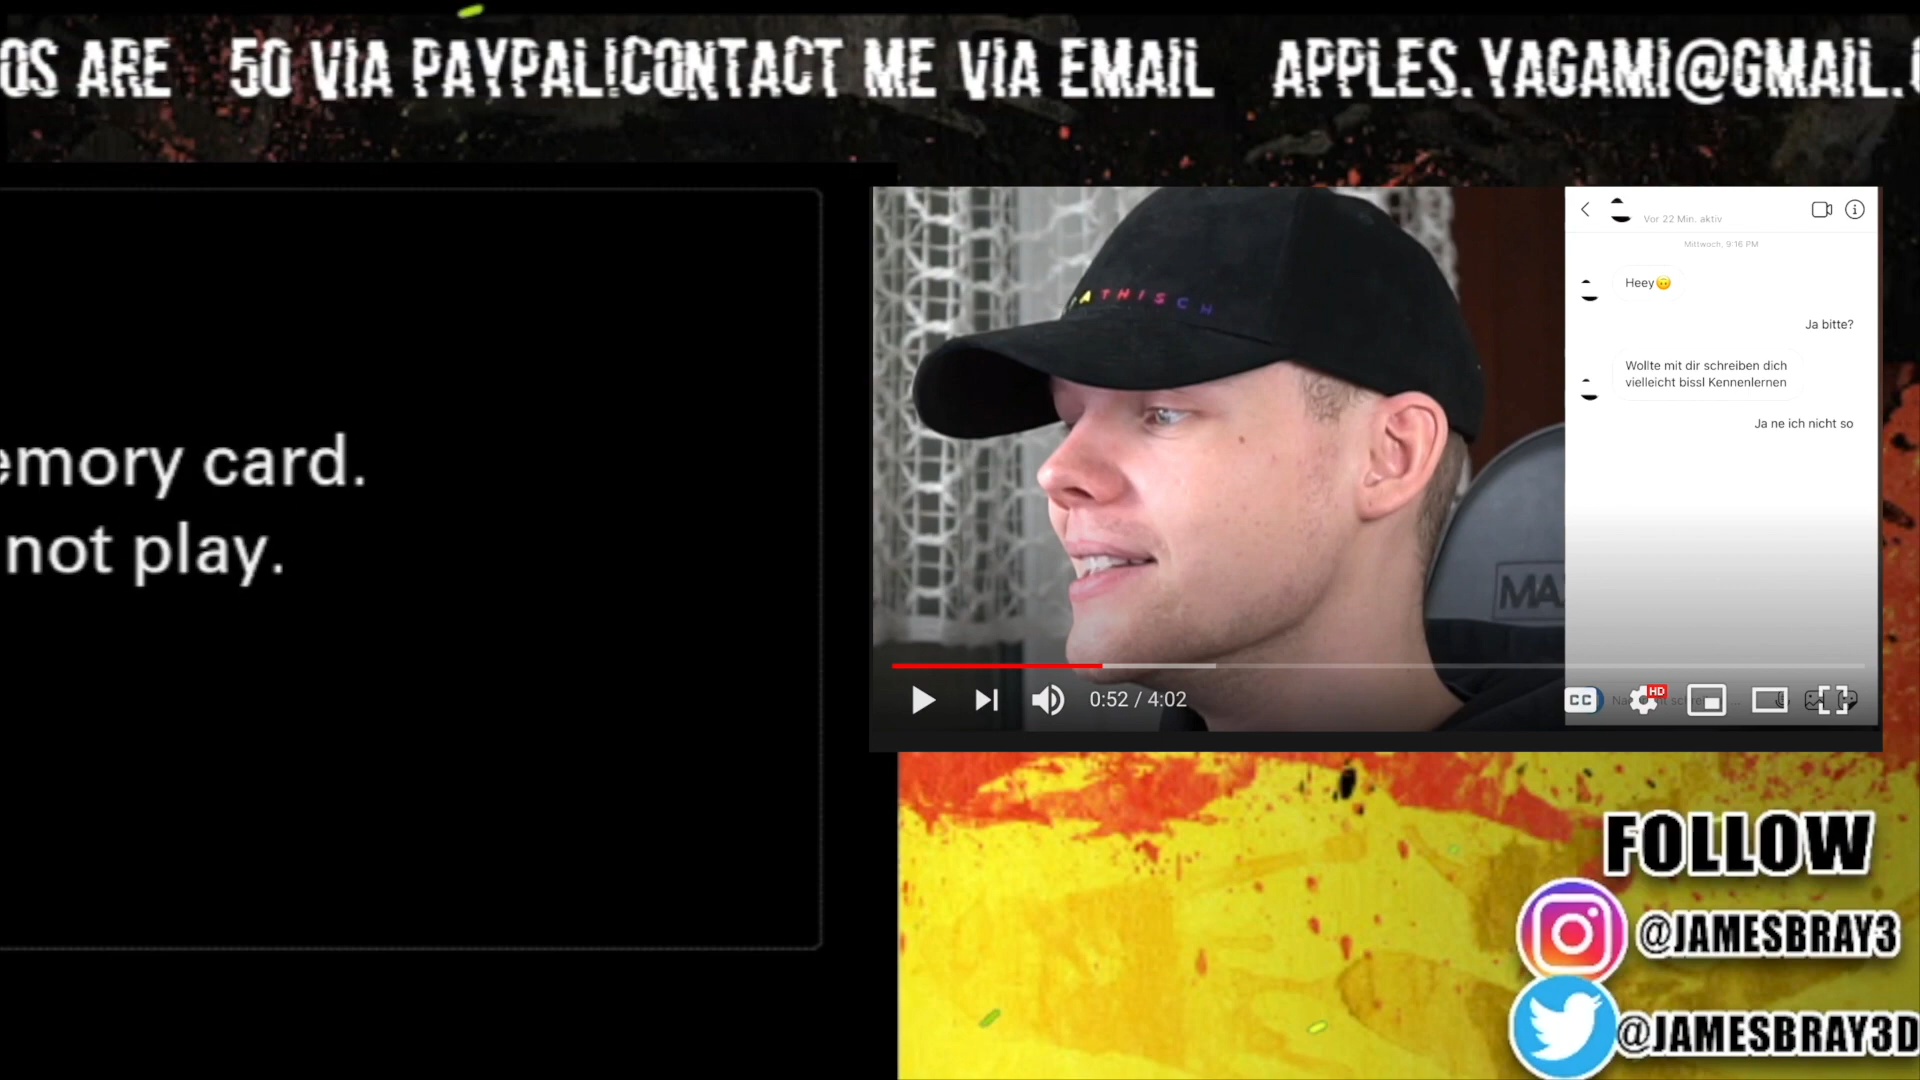 OS ARE 50 VIA PAYPAL!CONTACT ME VIA EMAIL APPLES.YAGAMI@GMAIL.
emory card.
not play.
ATHISCH
Vor 22 Min. aktiv
Mittwoch, 9:16 PM
Heey🙃
Ja bitte?
Wollte mit dir schreiben dich
vielleicht bissl Kennenlernen
Ja ne ich nicht so
MA
0:52 / 4:02
CC
HD
FOLLOW
@JAMESBRAY3
@JAMESBRAY3D